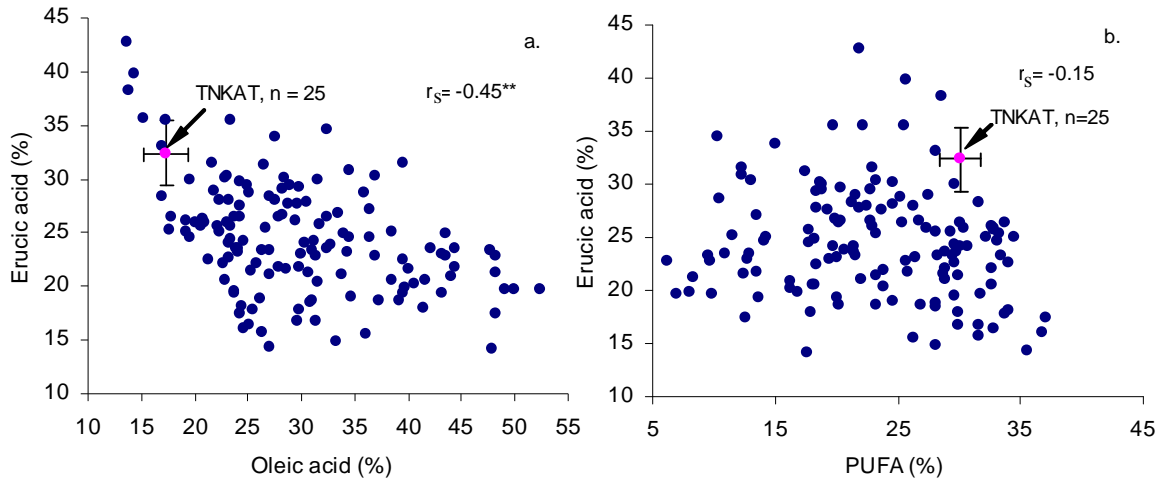 a.
r_S= -0.45**
TNKAT, n = 25
Erucic acid (%)
45
40
35
30
25
20
15
10
10 15 20 25 30 35 40 45 50 55
Oleic acid (%)
b.
r_S= -0.15
TNKAT, n=25
Erucic acid (%)
45
40
35
30
25
20
15
10
5 15 25 35 45
PUFA (%)